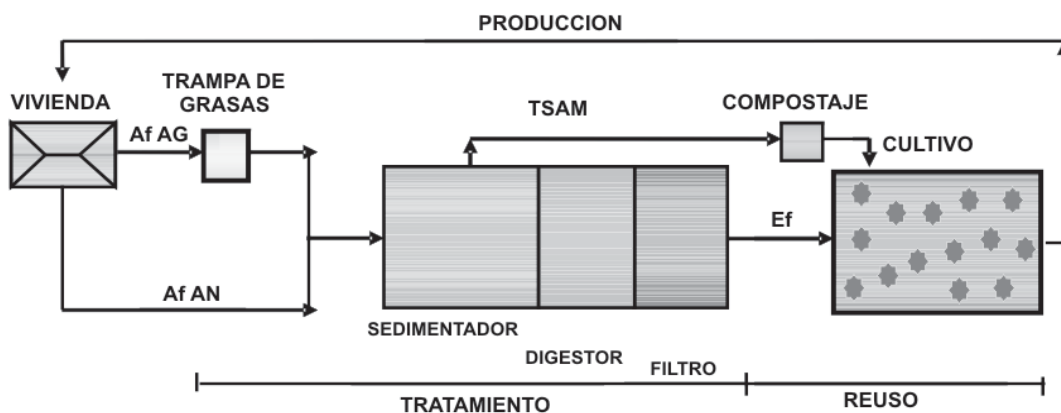 PRODUCCION
VIVIENDA
TRAMPA DE
GRASAS
Af AG
TSAM
COMPOSTAJE
CULTIVO
Ef
Af AN
SEDIMENTADOR
DIGESTOR
FILTRO
TRATAMIENTO
REUSO